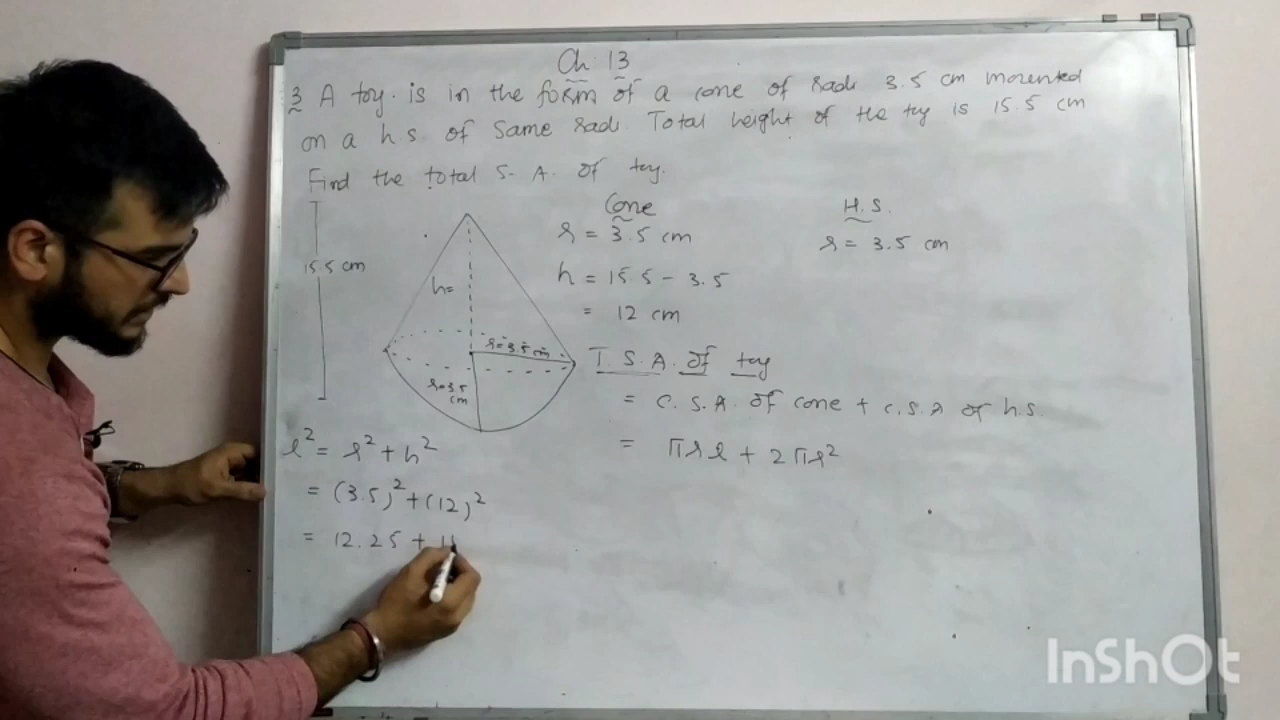 Ch. 13
3 A toy. is in the form of a cone of radi 3.5 cm mounted
on a h.s. of Same radi. Total height of the toy is 15.5 cm
Find the total S. A. of toy.
15.5 cm
h=
r=3.5 cm
r=3.5
cm
Cone
r = 3.5 cm
h = 15.5 - 3.5
= 12 cm
H.S.
r = 3.5 cm
T. S.A. of toy
= C. S.A. of cone + C.S.A of h.s.
= πrl + 2πr²
l² = r² + h²
= (3.5)² + (12)²
= 12.25 + 14
InShOt